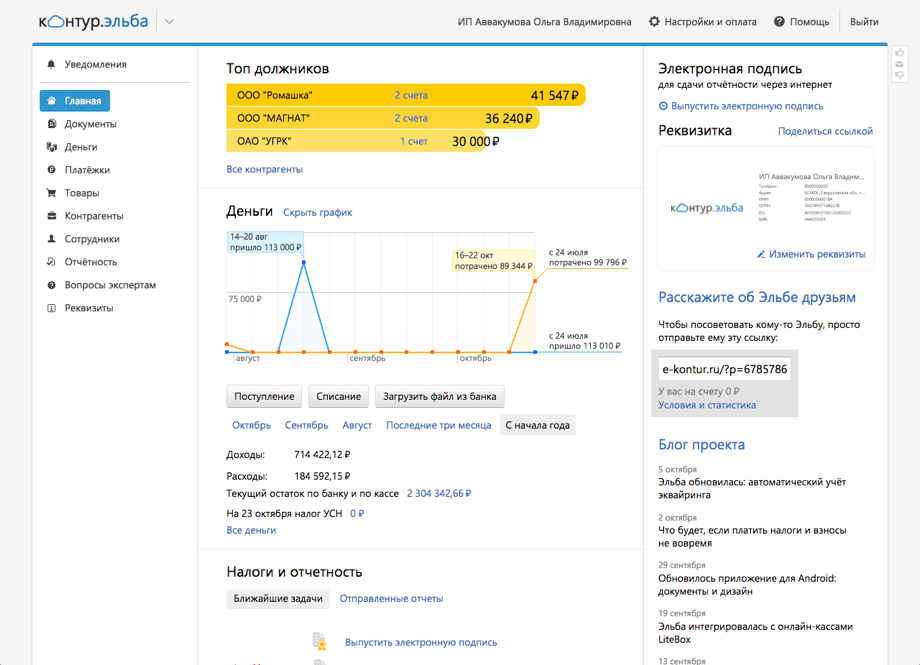 контур.эльба
ИП Аввакумова Ольга Владимировна
Настройки и оплата
Помощь
Выйти
Уведомления
Главная
Документы
Деньги
Платёжки
Товары
Контрагенты
Сотрудники
Отчётность
Вопросы экспертам
Реквизиты
Топ должников
ООО "Ромашка" 2 счета 41 547 ₽
ООО "МАГНАТ" 2 счета 36 240 ₽
ОАО "УГРК" 1 счет 30 000 ₽
Все контрагенты
Деньги Скрыть график
14–20 авг
пришло 113 000 ₽
16–22 окт
потрачено 89 344 ₽
с 24 июля
потрачено 99 796 ₽
75 000 ₽
с 24 июля
пришло 113 010 ₽
август сентябрь октябрь
Поступление Списание Загрузить файл из банка
Октябрь Сентябрь Август Последние три месяца С начала года
Доходы: 714 422,12 ₽
Расходы: 184 592,15 ₽
Текущий остаток по банку и по кассе 2 304 342,66 ₽
На 23 октября налог УСН 0 ₽
Все деньги
Налоги и отчетность
Ближайшие задачи Отправленные отчеты
Выпустить электронную подпись
Электронная подпись
для сдачи отчётности через интернет
Выпустить электронную подпись
Реквизитка Поделиться ссылкой
контур.эльба
ИП Аввакумова Ольга Владим...
Телефон:
Адрес:
ИНН:
ОГРН:
Р/с
БИК
Изменить реквизиты
Расскажите об Эльбе друзьям
Чтобы посоветовать кому-то Эльбу, просто
отправьте ему эту ссылку:
e-kontur.ru/?p=6785786
У вас на счету 0 ₽
Условия и статистика
Блог проекта
5 октября
Эльба обновилась: автоматический учёт
эквайринга
2 октября
Что будет, если платить налоги и взносы
не вовремя
29 сентября
Обновилось приложение для Android:
документы и дизайн
19 сентября
Эльба интегрировалась с онлайн-кассами
LiteBox
13 сентября